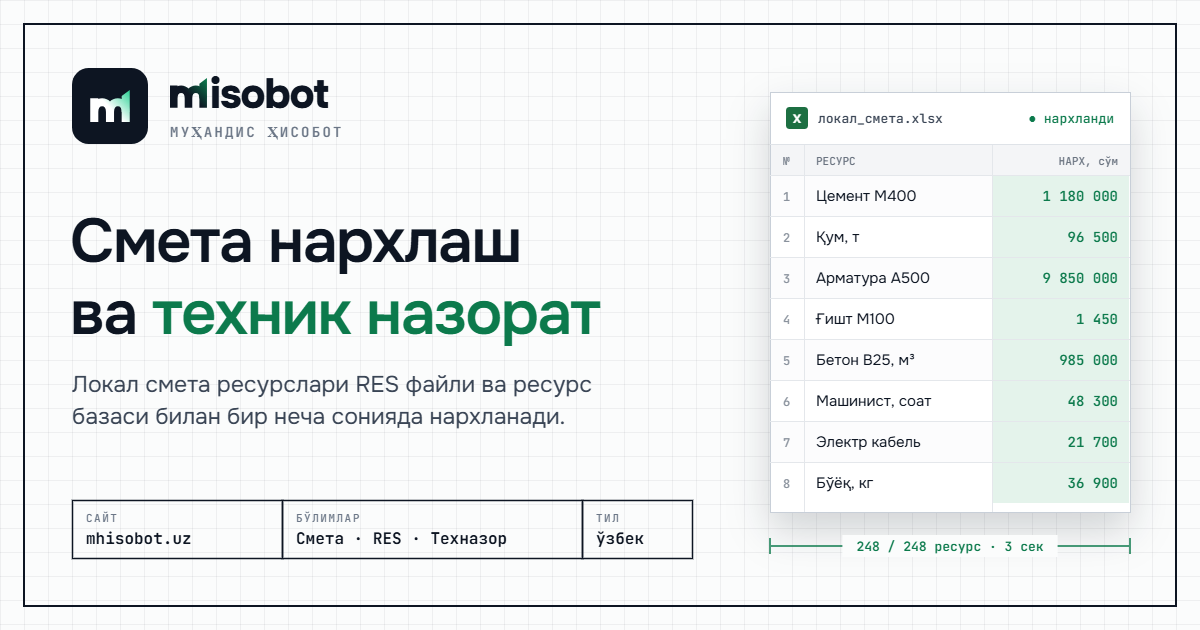 m
misobot
МУҲАНДИС ҲИСОБОТ
Смета нархлаш
ва техник назорат
Локал смета ресурслари RES файли ва ресурс
базаси билан бир неча сонияда нархланади.
САЙТ
mhisobot.uz
БЎЛИМЛАР
Смета · RES · Техназор
ТИЛ
ўзбек
X локал_смета.xlsx ● нархланди
№ РЕСУРС НАРХ, сўм
1 Цемент М400 1 180 000
2 Қум, т 96 500
3 Арматура А500 9 850 000
4 Ғишт М100 1 450
5 Бетон B25, м³ 985 000
6 Машинист, соат 48 300
7 Электр кабель 21 700
8 Бўёқ, кг 36 900
248 / 248 ресурс · 3 сек